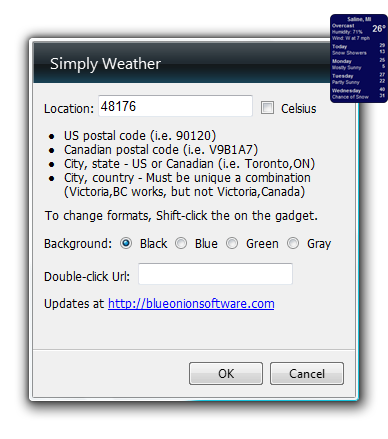 Saline, MI
Overcast 26°
Humidity: 71%
Wind: W at 7 mph
Today 29
Snow Showers 13
Monday 25
Mostly Sunny 5
Tuesday 27
Partly Sunny 22
Wednesday 40
Chance of Snow 31
Simply Weather
Location: 48176 Celsius
• US postal code (i.e. 90120)
• Canadian postal code (i.e. V9B1A7)
• City, state - US or Canadian (i.e. Toronto,ON)
• City, country - Must be unique a combination
(Victoria,BC works, but not Victoria,Canada)
To change formats, Shift-click the on the gadget.
Background: Black Blue Green Gray
Double-click Url:
Updates at http://blueonionsoftware.com
OK Cancel